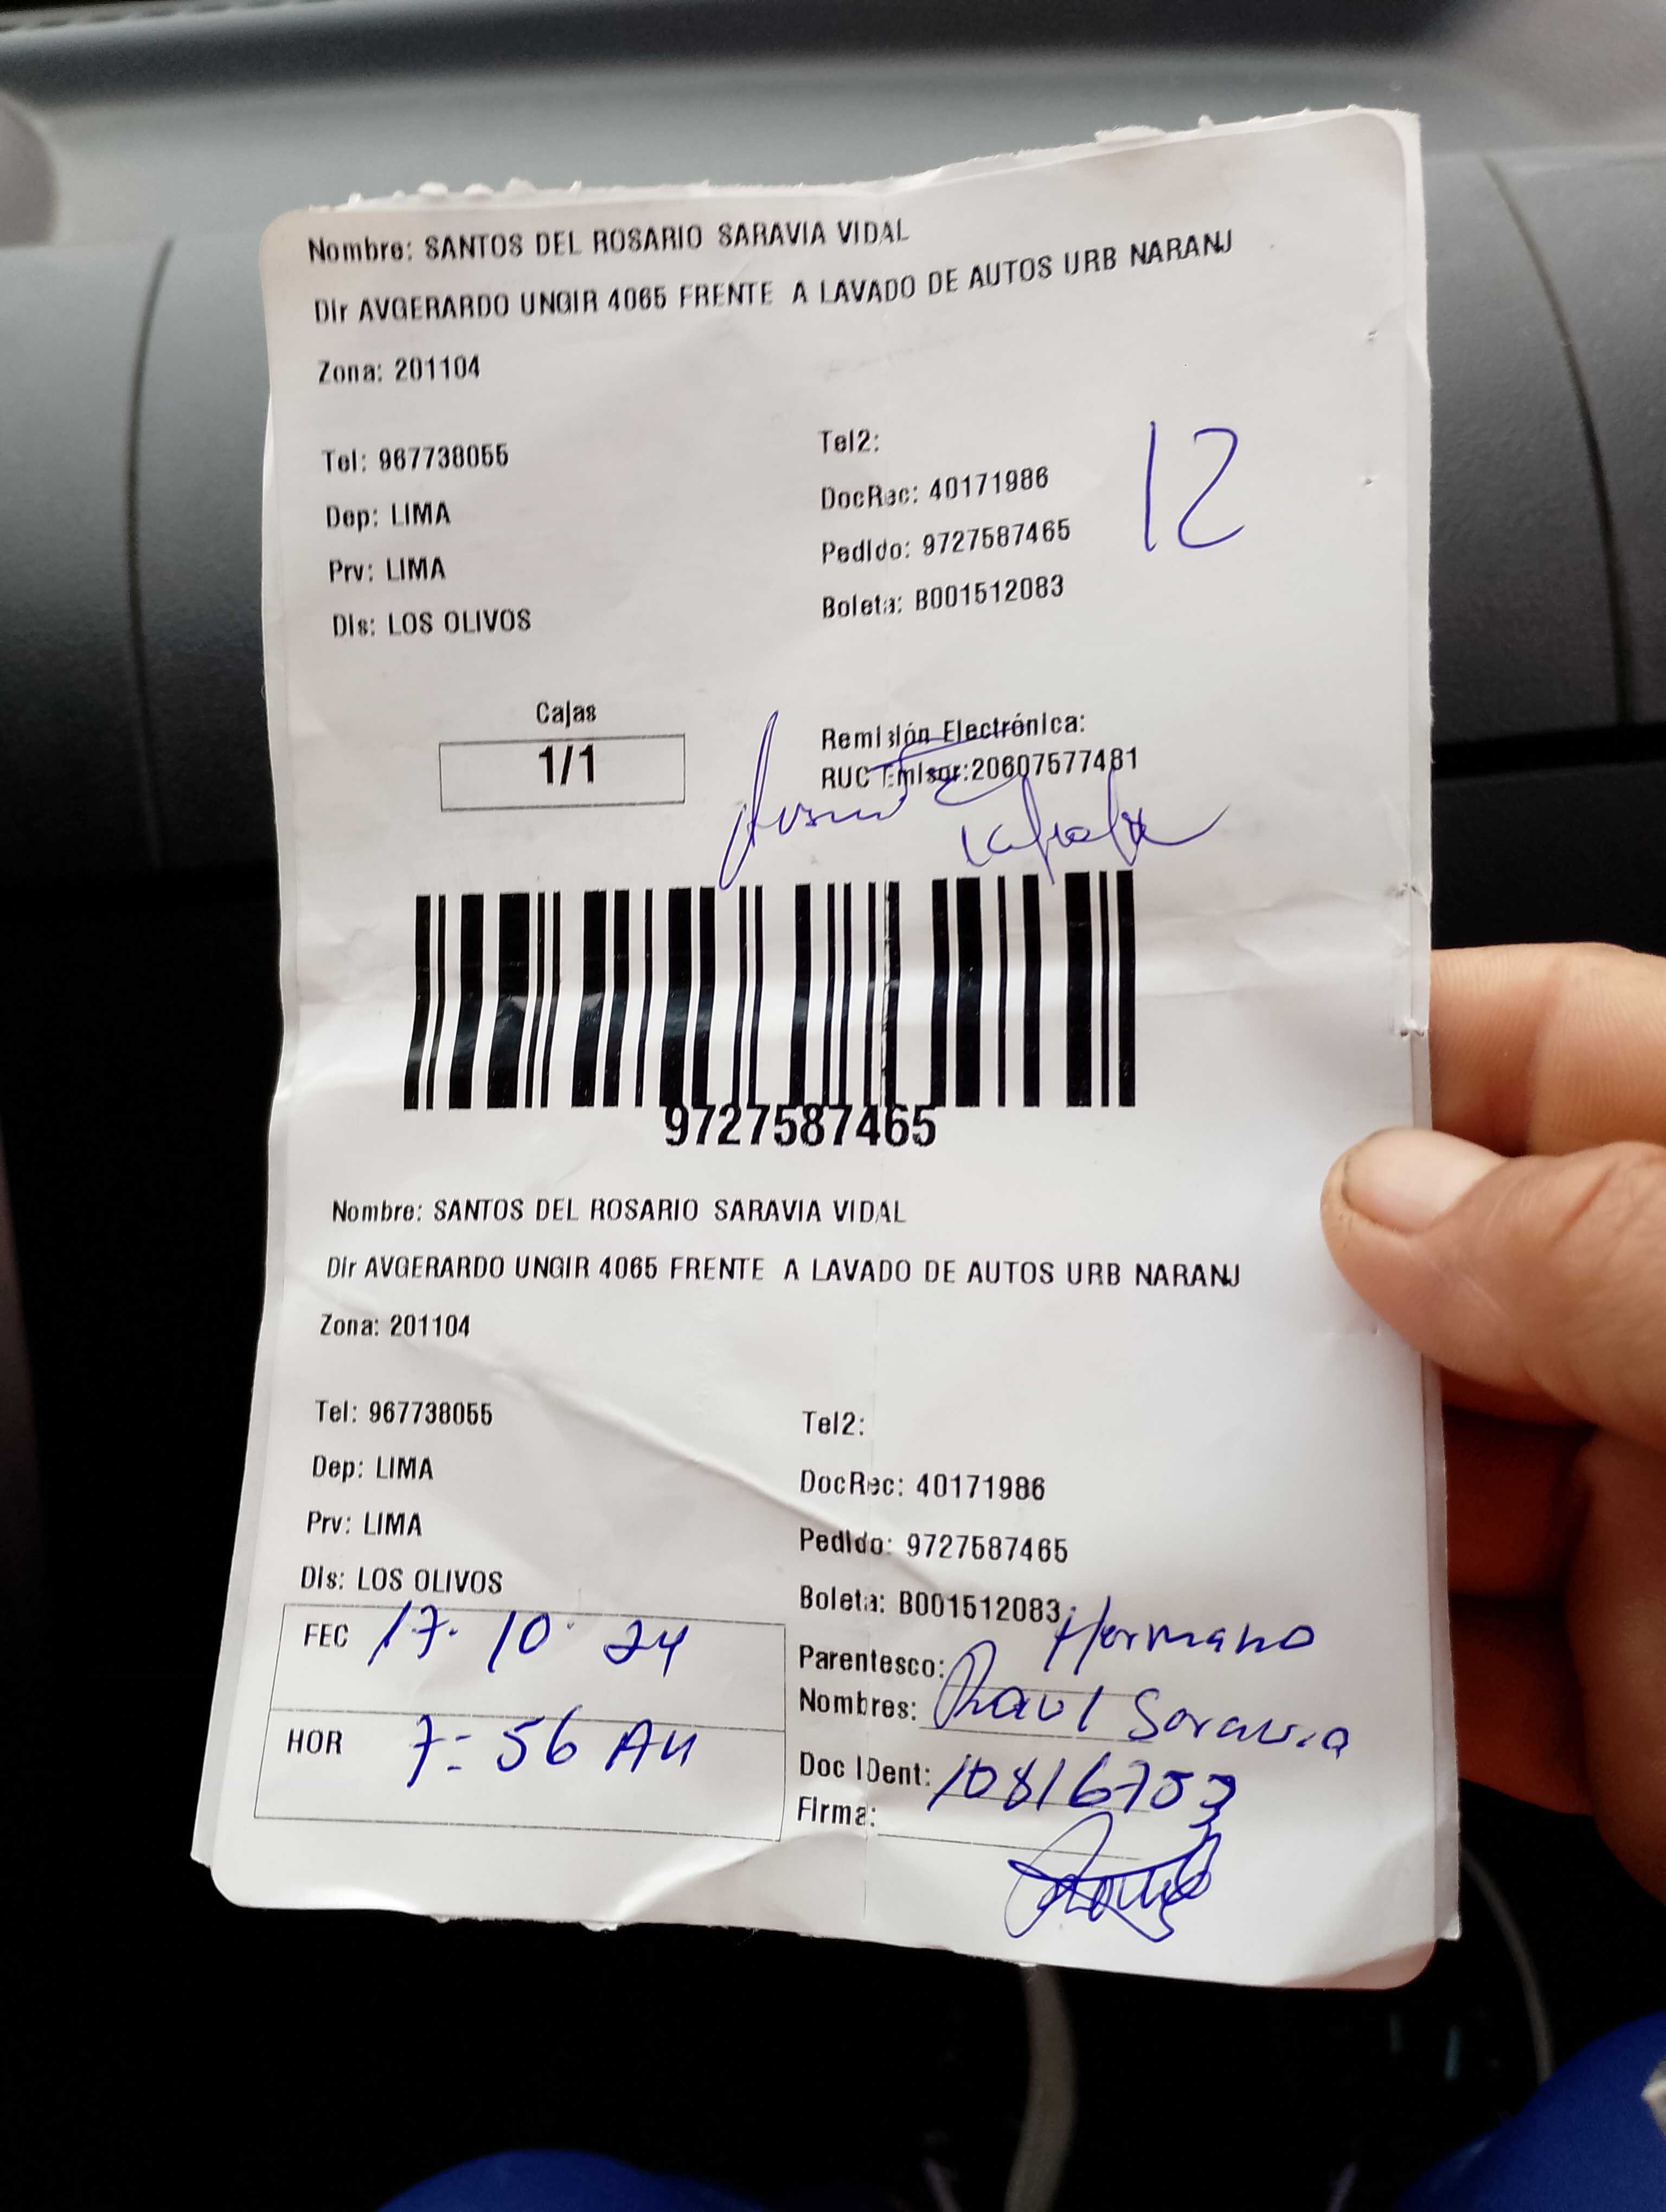 Nombre: SANTOS DEL ROSARIO SARAVIA VIDAL
Dir AVGERARDO UNGIR 4065 FRENTE A LAVADO DE AUTOS URB NARANJ
Zona: 201104
Tel: 967738055
Tel2:
DocRec: 40171986
12
Dep: LIMA
Pedido: 9727587465
Prv: LIMA
Boleta: B001512083
Dis: LOS OLIVOS
Cajas
1/1
Remisión Electrónica:
RUC Emisor:20607577481
9727587465
Nombre: SANTOS DEL ROSARIO SARAVIA VIDAL
Dir AVGERARDO UNGIR 4065 FRENTE A LAVADO DE AUTOS URB NARANJ
Zona: 201104
Tel: 967738055
Tel2:
Dep: LIMA
DocRec: 40171986
Prv: LIMA
Pedido: 9727587465
Dis: LOS OLIVOS
Boleta: B001512083
FEC 17. 10. 24
Parentesco: Hermano
Nombres: Raul Saravia
HOR 7:56 AM
Doc IDent: 10816753
Firma: